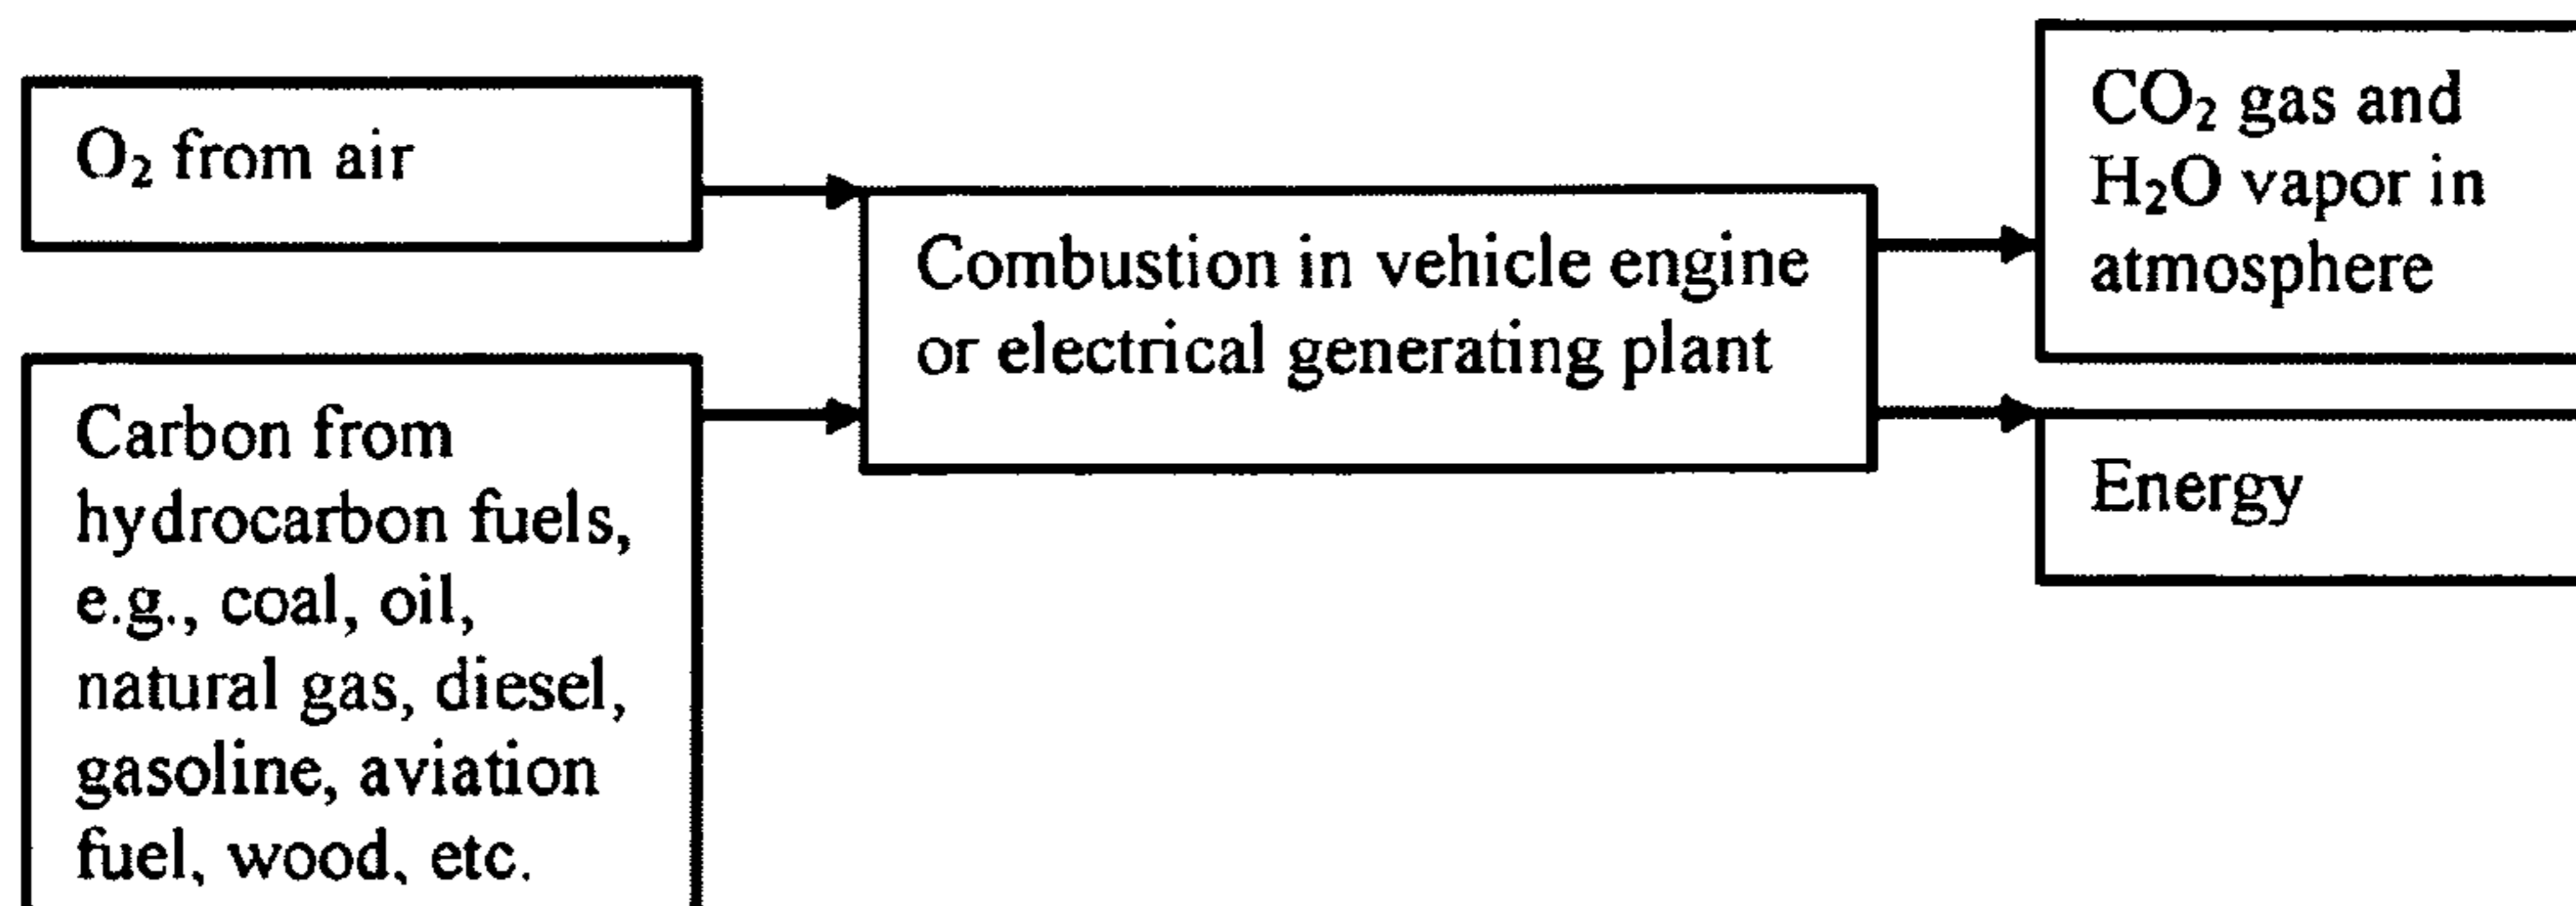 O₂ from air
Carbon from
hydrocarbon fuels,
e.g., coal, oil,
natural gas, diesel,
gasoline, aviation
fuel, wood, etc.
Combustion in vehicle engine
or electrical generating plant
CO₂ gas and
H₂O vapor in
atmosphere
Energy